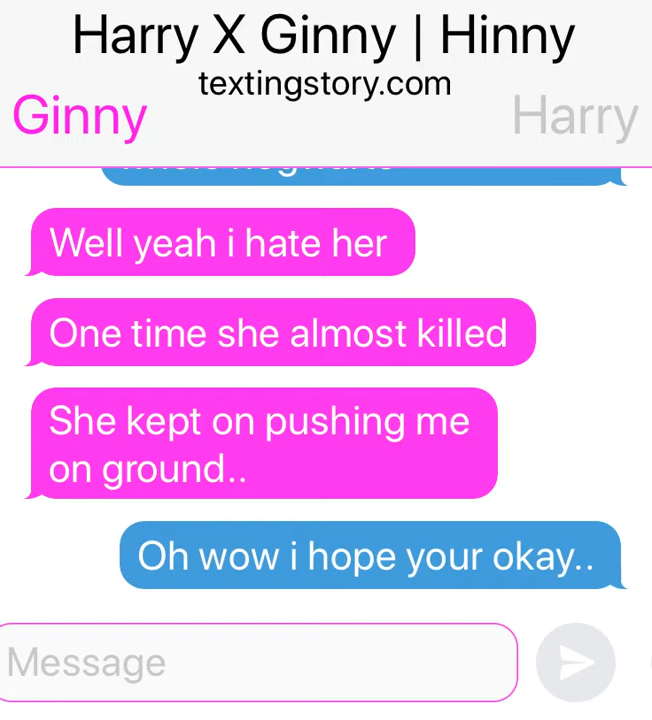 Harry X Ginny | Hinny
textingstory.com
Ginny
Harry
Well yeah i hate her
One time she almost killed
She kept on pushing me
on ground..
Oh wow i hope your okay..
Message